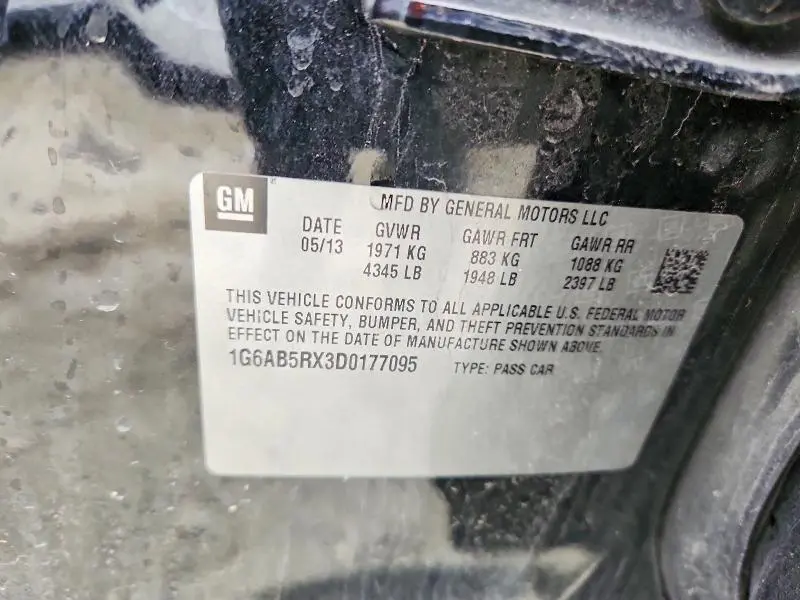 GM
MFD BY GENERAL MOTORS LLC
DATE GVWR GAWR FRT GAWR RR
05/13 1971 KG 883 KG 1088 KG
4345 LB 1948 LB 2397 LB
THIS VEHICLE CONFORMS TO ALL APPLICABLE U.S. FEDERAL MOTOR
VEHICLE SAFETY, BUMPER, AND THEFT PREVENTION STANDARDS IN
EFFECT ON THE DATE OF MANUFACTURE SHOWN ABOVE.
1G6AB5RX3D0177095 TYPE: PASS CAR